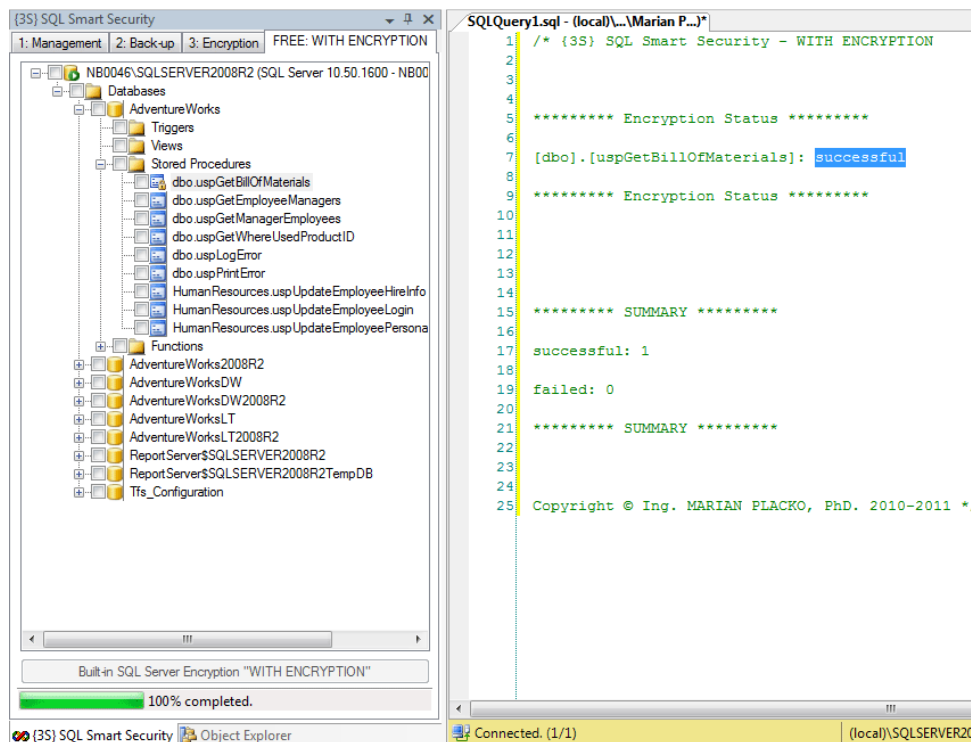 {3S} SQL Smart Security
1: Management
2: Back-up
3: Encryption
FREE: WITH ENCRYPTION
NB0046\SQLSERVER2008R2 (SQL Server 10.50.1600 - NB00
Databases
AdventureWorks
Triggers
Views
Stored Procedures
dbo.uspGetBillOfMaterials
dbo.uspGetEmployeeManagers
dbo.uspGetManagerEmployees
dbo.uspGetWhereUsedProductID
dbo.uspLogError
dbo.uspPrintError
HumanResources.uspUpdateEmployeeHireInfo
HumanResources.uspUpdateEmployeeLogin
HumanResources.uspUpdateEmployeePersona
Functions
AdventureWorks2008R2
AdventureWorksDW
AdventureWorksDW2008R2
AdventureWorksLT
AdventureWorksLT2008R2
ReportServer$SQLSERVER2008R2
ReportServer$SQLSERVER2008R2TempDB
Tfs_Configuration
Built-in SQL Server Encryption "WITH ENCRYPTION"
100% completed.
{3S} SQL Smart Security
Object Explorer
SQLQuery1.sql - (local)\...\Marian P...)*
1 /* {3S} SQL Smart Security - WITH ENCRYPTION
2
3
4
5 ********* Encryption Status *********
6
7 [dbo].[uspGetBillOfMaterials]: successful
8
9 ********* Encryption Status *********
10
11
12
13
14
15 ********* SUMMARY *********
16
17 successful: 1
18
19 failed: 0
20
21 ********* SUMMARY *********
22
23
24
25 Copyright © Ing. MARIAN PLACKO, PhD. 2010-2011 *
Connected. (1/1)
(local)\SQLSERVER20